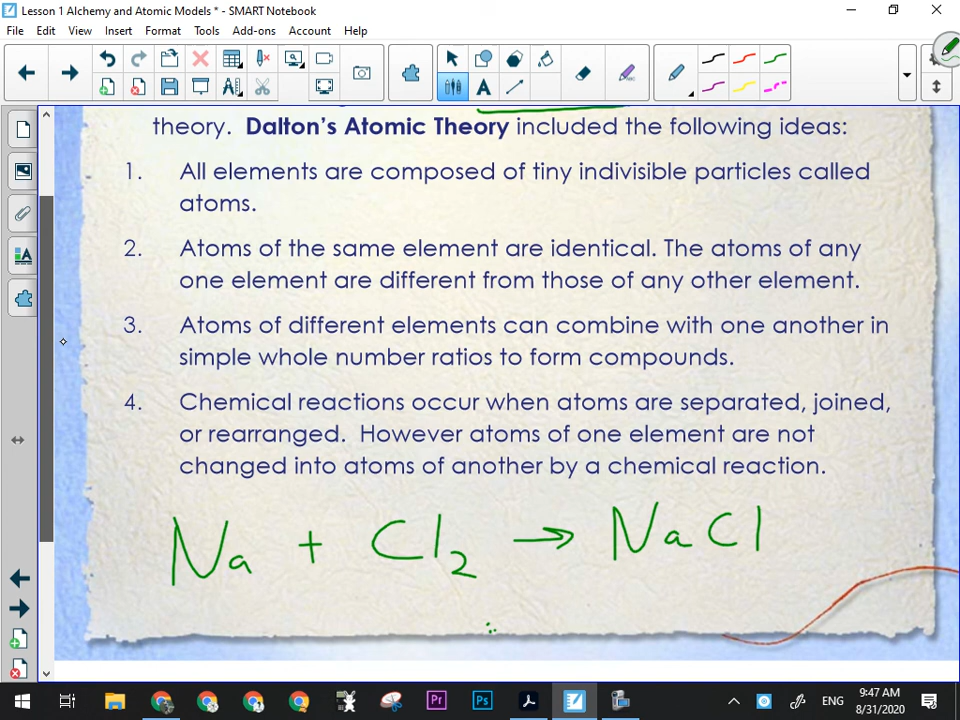 Lesson 1 Alchemy and Atomic Models * - SMART Notebook
File Edit View Insert Format Tools Add-ons Account Help
theory. Dalton's Atomic Theory included the following ideas:
1. All elements are composed of tiny indivisible particles called
atoms.
2. Atoms of the same element are identical. The atoms of any
one element are different from those of any other element.
3. Atoms of different elements can combine with one another in
simple whole number ratios to form compounds.
4. Chemical reactions occur when atoms are separated, joined,
or rearranged. However atoms of one element are not
changed into atoms of another by a chemical reaction.
Na + Cl₂ → NaCl
Pr Ps ENG 9:47 AM
8/31/2020